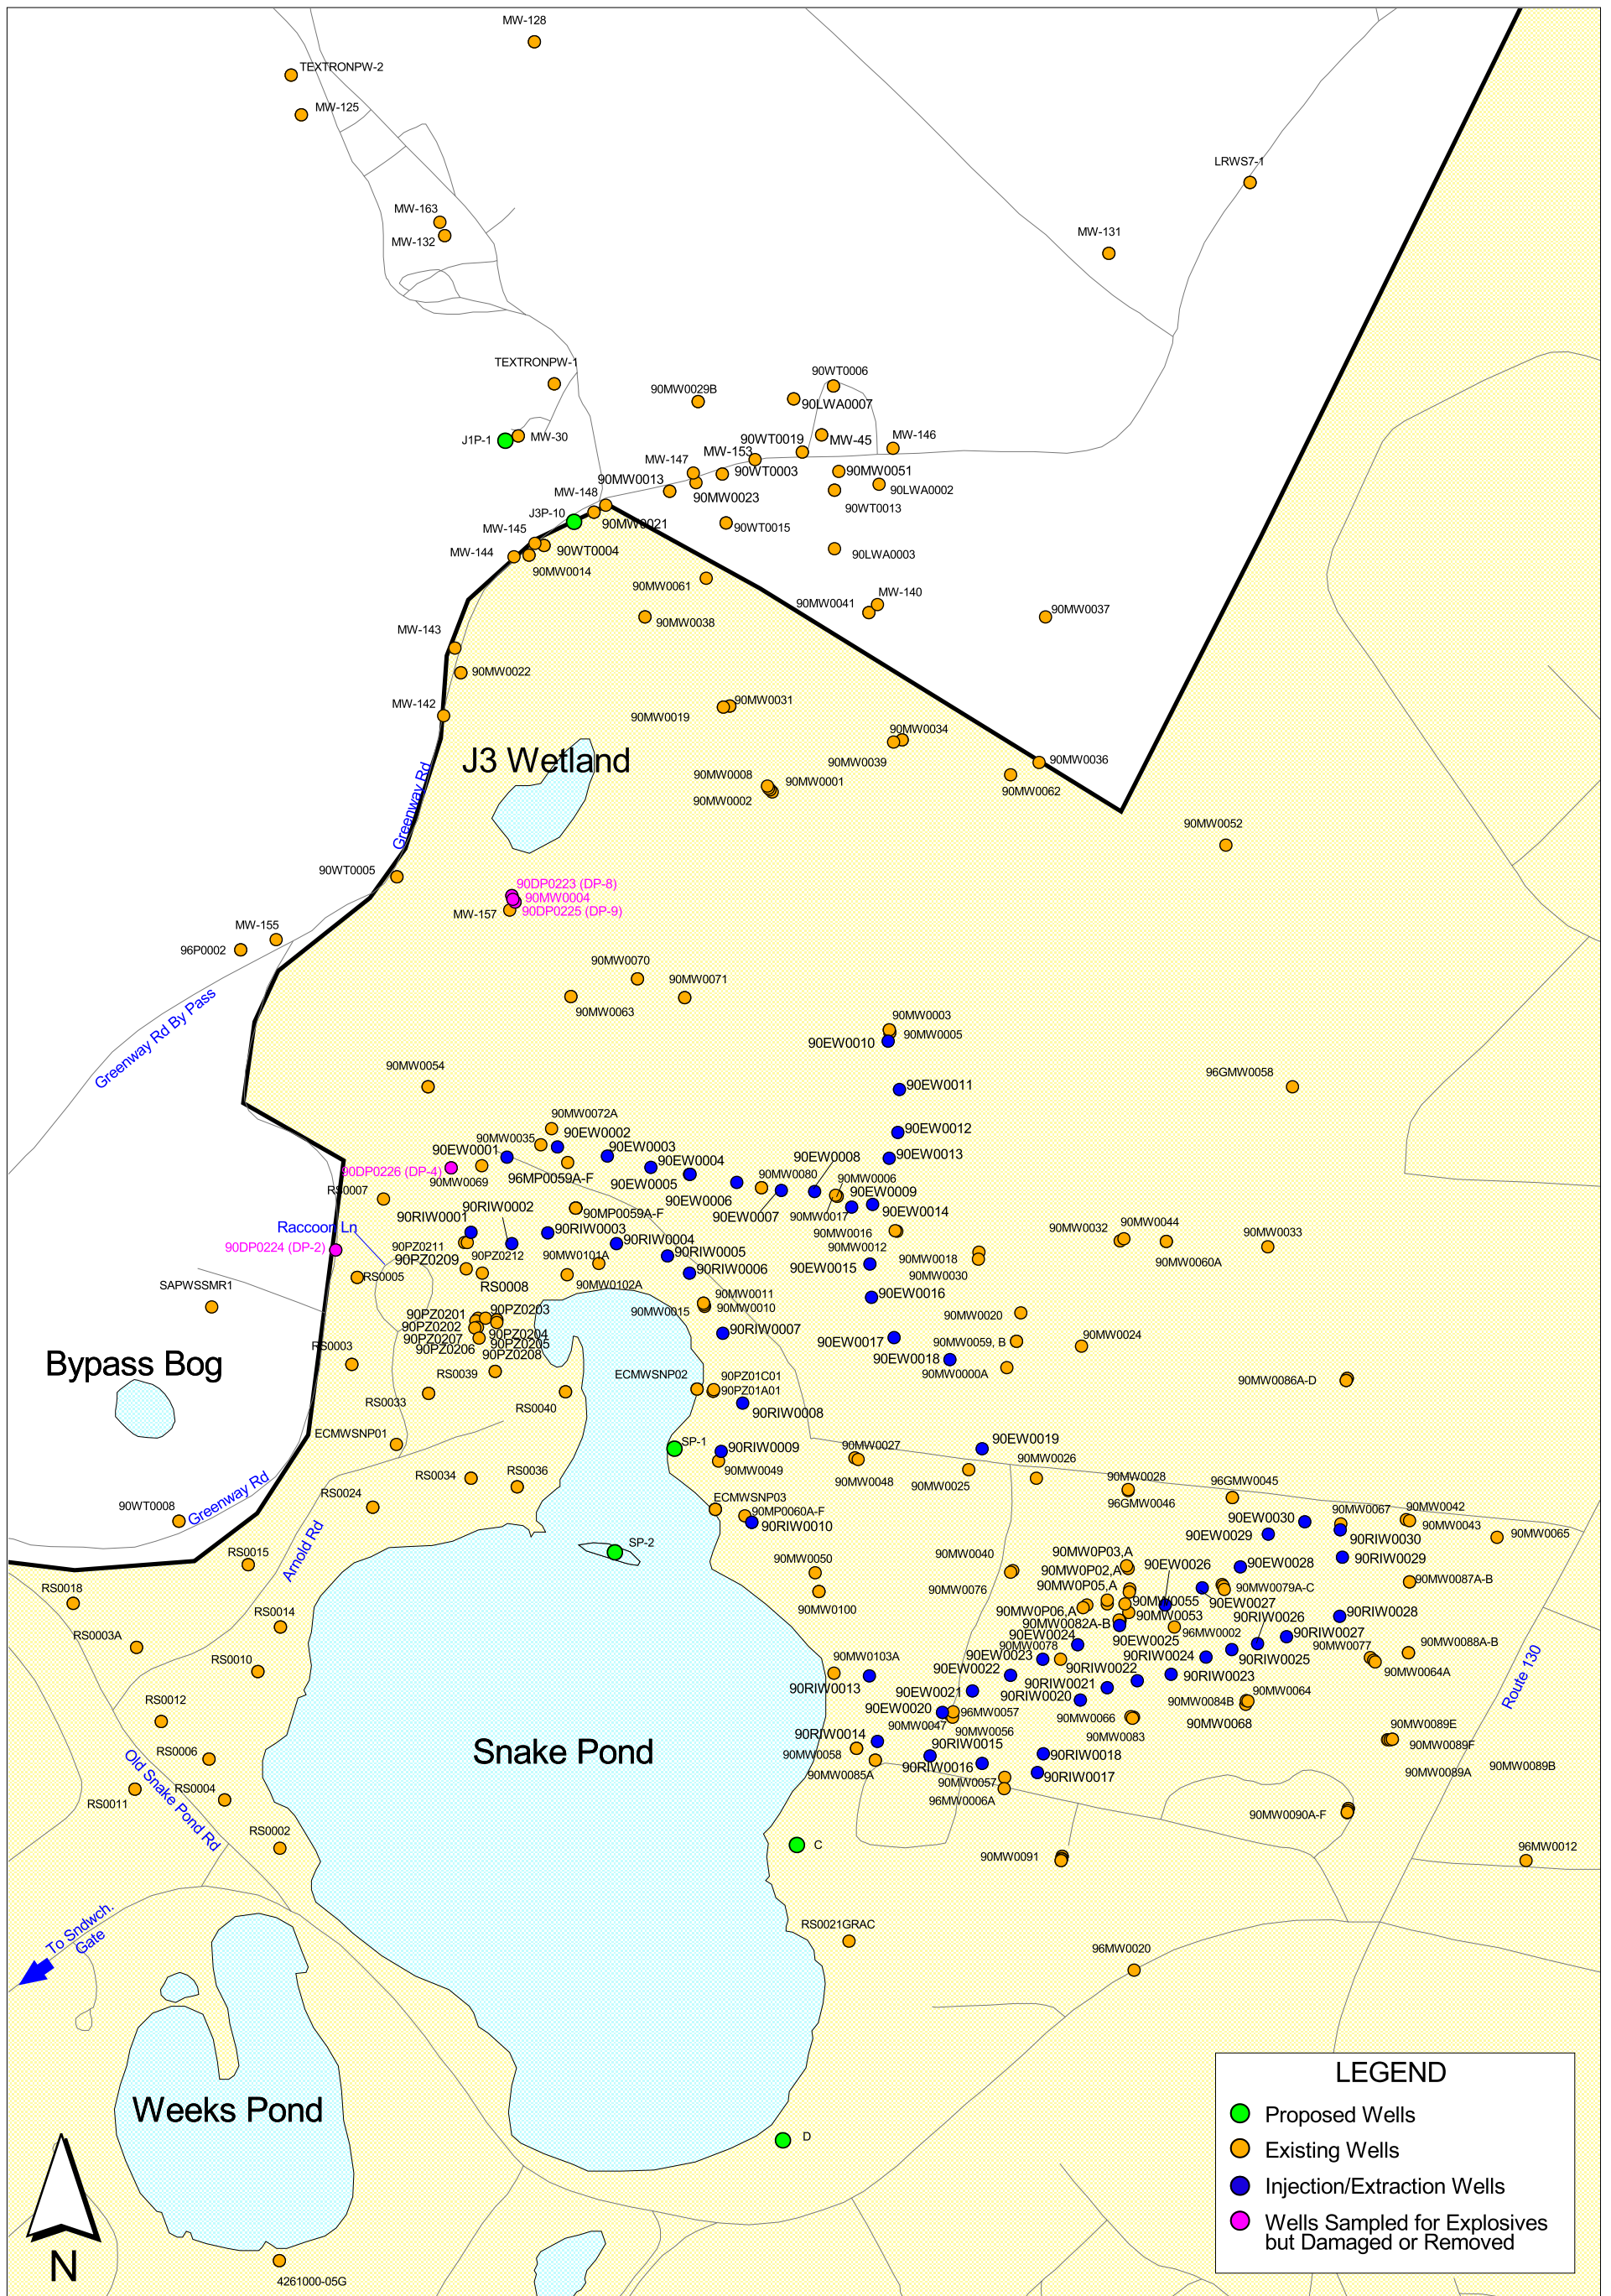 MW-128
TEXTRONPW-2
MW-125
LRWS7-1
MW-163
MW-132
MW-131
TEXTRONPW-1
90WT0006
90MW0029B
90LWA0007
J1P-1
MW-30
90WT0019
MW-45
MW-146
MW-153
MW-147
90WT0003
90MW0051
90MW0013
90LWA0002
MW-148
90MW0023
90WT0013
J3P-10
90MW0021
90WT0015
MW-145
MW-144
90WT0004
90MW0014
90LWA0003
90MW0061
90MW0041
MW-140
90MW0037
90MW0038
MW-143
90MW0022
MW-142
90MW0031
90MW0019
90MW0034
J3 Wetland
90MW0039
90MW0036
90MW0008
90MW0001
90MW0002
90MW0062
Greenway Rd
90MW0052
90WT0005
90DP0223 (DP-8)
90MW0004
MW-157
90DP0225 (DP-9)
MW-155
96P0002
90MW0070
90MW0071
90MW0063
Greenway Rd By Pass
90MW0003
90MW0005
90EW0010
90MW0054
90EW0011
96GMW0058
90MW0072A
90EW0012
90MW0035
90EW0002
90EW0001
90EW0003
90EW0008
90EW0013
90DP0226 (DP-4)
90EW0004
90MW0069
96MP0059A-F
90EW0005
90MW0080
90MW0006
RS0007
90EW0006
90EW0009
90RIW0002
90MP0059A-F
90EW0007
90MW0017
90EW0014
90RIW0001
Raccoon Ln
90RIW0003
90MW0016
90MW0032
90MW0044
90MW0033
90DP0224 (DP-2)
90PZ0211
90RIW0004
90MW0012
90PZ0209
90PZ0212
90MW0101A
90RIW0005
90MW0018
90MW0060A
90EW0015
90RIW0006
90MW0030
RS0005
RS0008
90MW0102A
SAPWSSMR1
90MW0011
90EW0016
90MW0015
90MW0010
90MW0020
90PZ0201
90PZ0203
90PZ0202
90PZ0204
90RIW0007
90PZ0207
90PZ0205
90EW0017
90MW0059, B
90MW0024
90PZ0206
90PZ0208
RS0003
Bypass Bog
90EW0018
RS0039
90MW0000A
ECMWSNP02
90PZ01C01
90MW0086A-D
90PZ01A01
RS0033
RS0040
90RIW0008
ECMWSNP01
SP-1
90RIW0009
90EW0019
90MW0027
90MW0026
90MW0049
RS0034
RS0036
90MW0048
90MW0025
90MW0028
96GMW0045
RS0024
ECMWSNP03
96GMW0046
90MW0067
90MW0042
90WT0008
Greenway Rd
90MP0060A-F
90EW0030
90MW0043
90RIW0010
90EW0029
90RIW0030
90MW0065
Arnold Rd
SP-2
RS0015
90MW0040
90MW0P03,A
90EW0026
90EW0028
90RIW0029
90MW0050
90MW0P02,A
RS0018
90MW0076
90MW0P05,A
90MW0079A-C
90MW0087A-B
90MW0100
90MW0055
90EW0027
90MW0P06,A
90MW0053
90RIW0026
90RIW0028
RS0014
90MW0082A-B
96MW0002
90RIW0027
RS0003A
90EW0024
90EW0025
90MW0078
90MW0077
90MW0088A-B
90EW0023
90RIW0024
90RIW0025
RS0010
90MW0103A
90EW0022
90RIW0022
90RIW0023
90MW0064A
90RIW0013
90EW0021
90RIW0021
90RIW0020
90MW0064
RS0012
90EW0020
96MW0057
90MW0084B
90MW0047
90MW0066
90MW0068
90RIW0014
90MW0056
90MW0083
90MW0089E
Route 130
Snake Pond
90MW0058
90RIW0015
90RIW0018
90MW0089F
RS0006
90MW0085A
90RIW0016
90MW0089A
90MW0089B
Old Snake Pond Rd
90MW0057
90RIW0017
RS0011
RS0004
96MW0006A
90MW0090A-F
RS0002
C
96MW0012
90MW0091
To Sndwch.
Gate
RS0021GRAC
96MW0020
Weeks Pond
D
N
4261000-05G
LEGEND
Proposed Wells
Existing Wells
Injection/Extraction Wells
Wells Sampled for Explosives
but Damaged or Removed